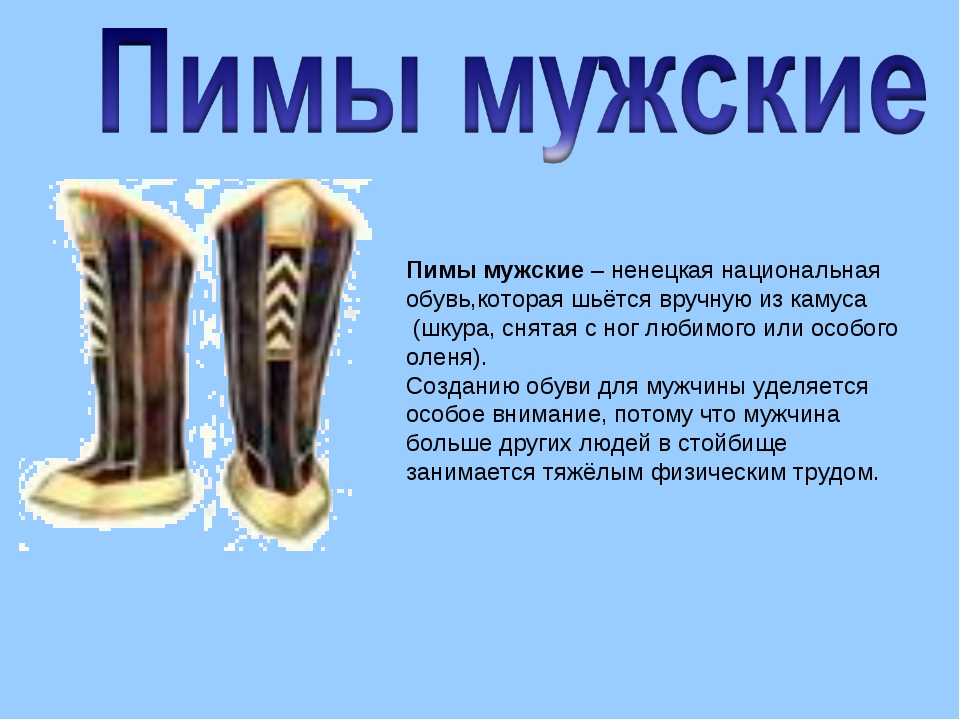 Пимы мужские
Пимы мужские – ненецкая национальная
обувь,которая шьётся вручную из камуса
(шкура, снятая с ног любимого или особого
оленя).
Созданию обуви для мужчины уделяется
особое внимание, потому что мужчина
больше других людей в стойбище
занимается тяжёлым физическим трудом.